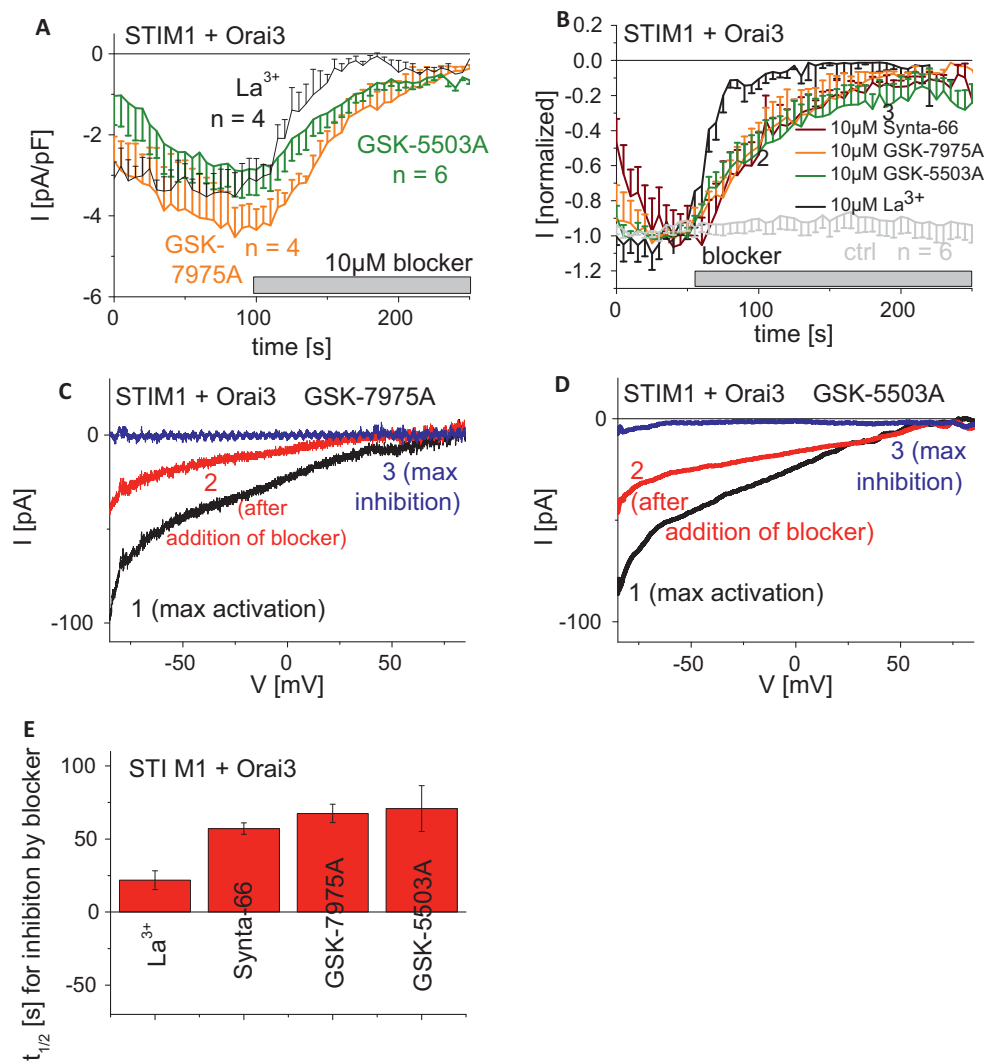 A
STIM1 + Orai3
La³⁺
n = 4
GSK-5503A
n = 6
GSK-
7975A
n = 4
10µM blocker
I [pA/pF]
0
-2
-4
-6
0
100
200
time [s]
B
STIM1 + Orai3
2
3
10µM Synta-66
10µM GSK-7975A
10µM GSK-5503A
10µM La³⁺
ctrl n = 6
blocker
I [normalized]
0.0
-0.2
-0.4
-0.6
-0.8
-1.0
-1.2
0
100
200
time [s]
C
STIM1 + Orai3 GSK-7975A
2
(after
addition of blocker)
3 (max
inhibition)
1 (max activation)
I [pA]
0
-100
-50
0
50
V [mV]
D
STIM1 + Orai3 GSK-5503A
2
(after
addition of blocker)
3 (max
inhibition)
1 (max activation)
I [pA]
0
-100
-50
0
50
V [mV]
E
STI M1 + Orai3
t1/2 [s] for inhibiton by blocker
100
50
0
-50
La³⁺
Synta-66
GSK-7975A
GSK-5503A